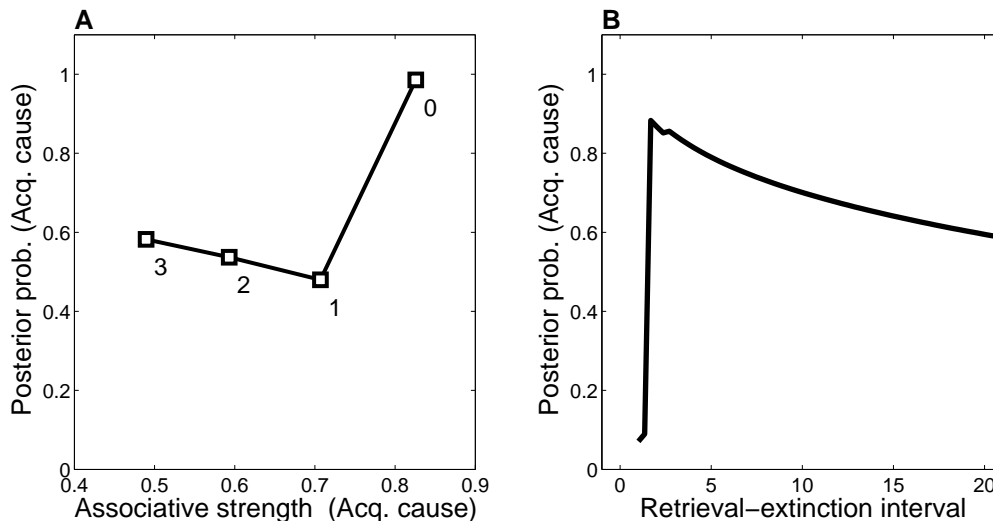 A
Posterior prob. (Acq. cause)
1
0.8
0.6
0.4
0.2
0
0
1
2
3
0.4 0.5 0.6 0.7 0.8 0.9
Associative strength (Acq. cause)
B
Posterior prob. (Acq. cause)
1
0.8
0.6
0.4
0.2
0
0 5 10 15 20
Retrieval−extinction interval